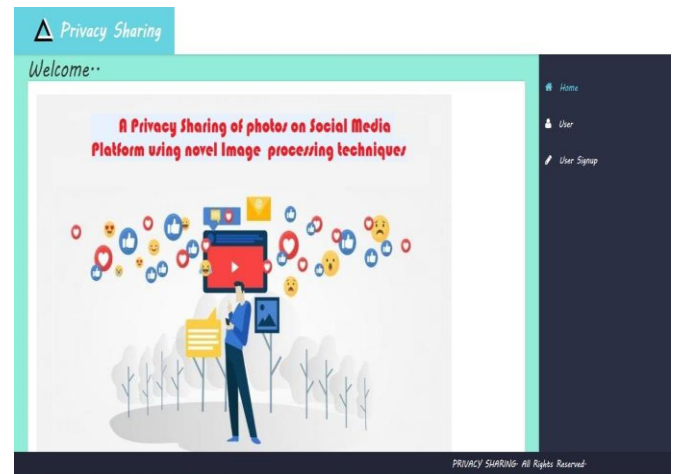 Privacy Sharing
Welcome··
Home
User
User Signup
A Privacy Sharing of photos on Social Media
Platform using novel Image processing techniques
PRIVACY SHARING· All Rights Reserved·